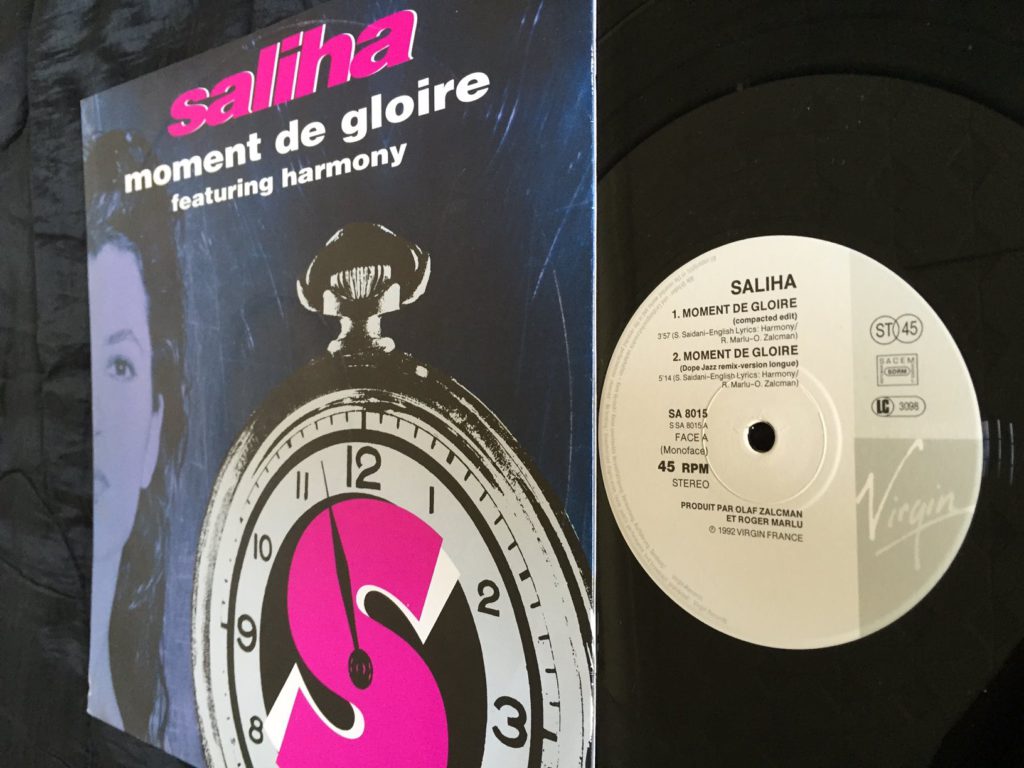 saliha
moment de gloire
featuring harmony
11 12 1
10 2
9 3
8
S
SALIHA
1. MOMENT DE GLOIRE
(compacted edit)
3'57 (S. Saidani–English Lyrics: Harmony/
R. Marlu–O. Zalcman)
2. MOMENT DE GLOIRE
(Dope Jazz remix-version longue)
5'14 (S. Saidani–English Lyrics: Harmony/
R. Marlu–O. Zalcman)
SA 8015
S SA 8015 A
FACE A
(Monoface)
45 RPM
STEREO
PRODUIT PAR OLAF ZALCMAN
ET ROGER MARLU
℗ 1992 VIRGIN FRANCE
ST 45
SACEM
SDRM
LC 3098
Virgin